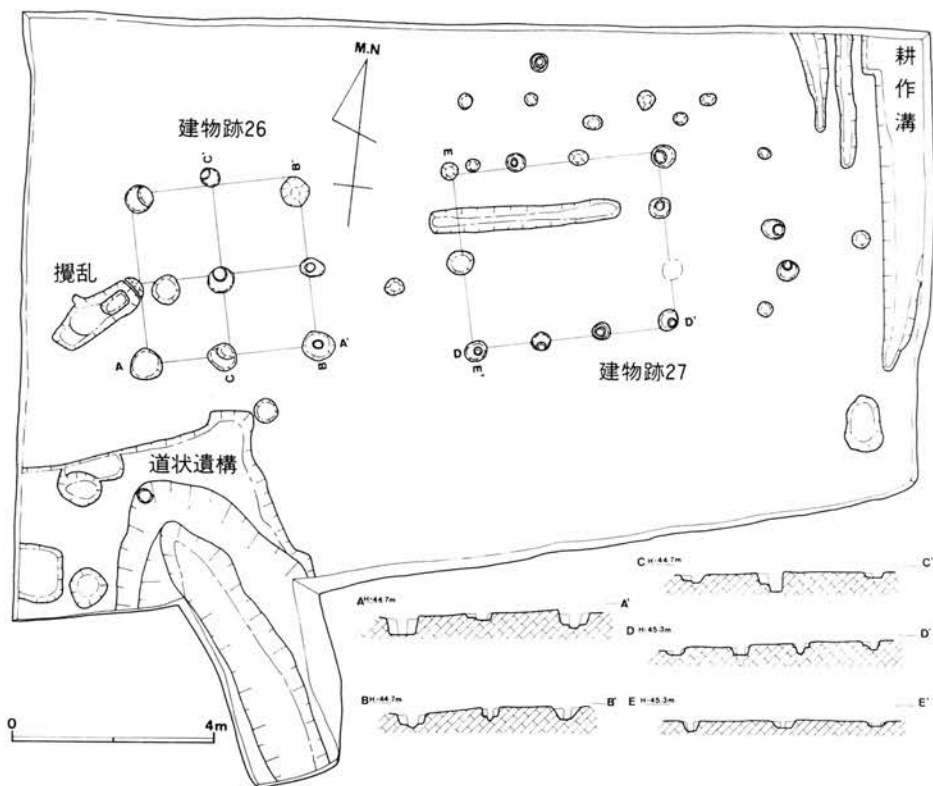 M.N
耕作溝
建物跡26
C'
B'
E
攪乱
A
C
B
A'
D
E'
D'
建物跡27
道状遺構
C H-44.7m C'
A H-44.7m A'
D H-45.3m D'
B H-44.7m B'
E H-45.3m E'
0 4m